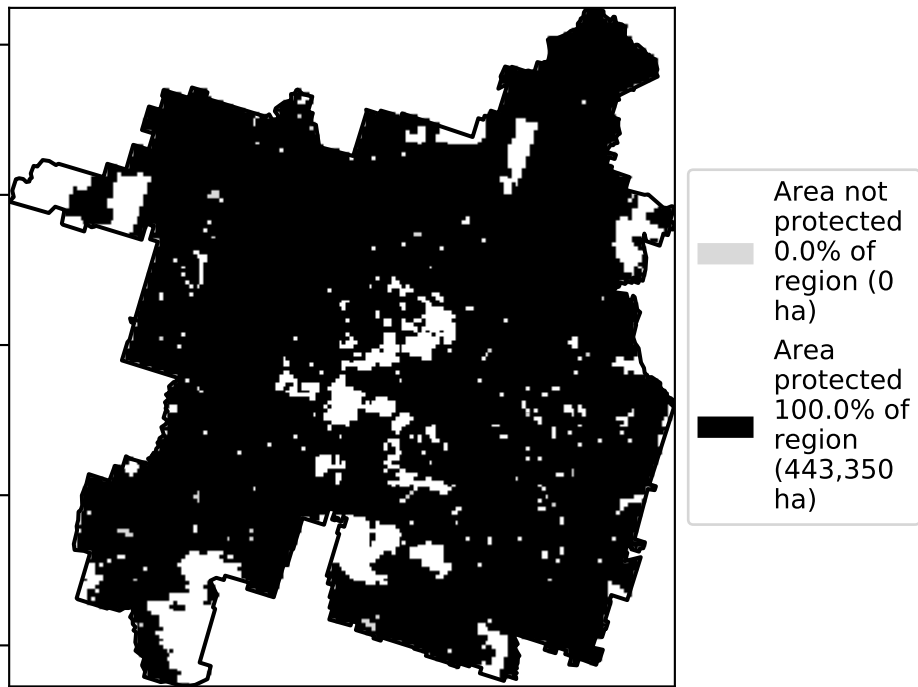 Area not
protected
0.0% of
region (0
ha)
Area
protected
100.0% of
region
(443,350
ha)